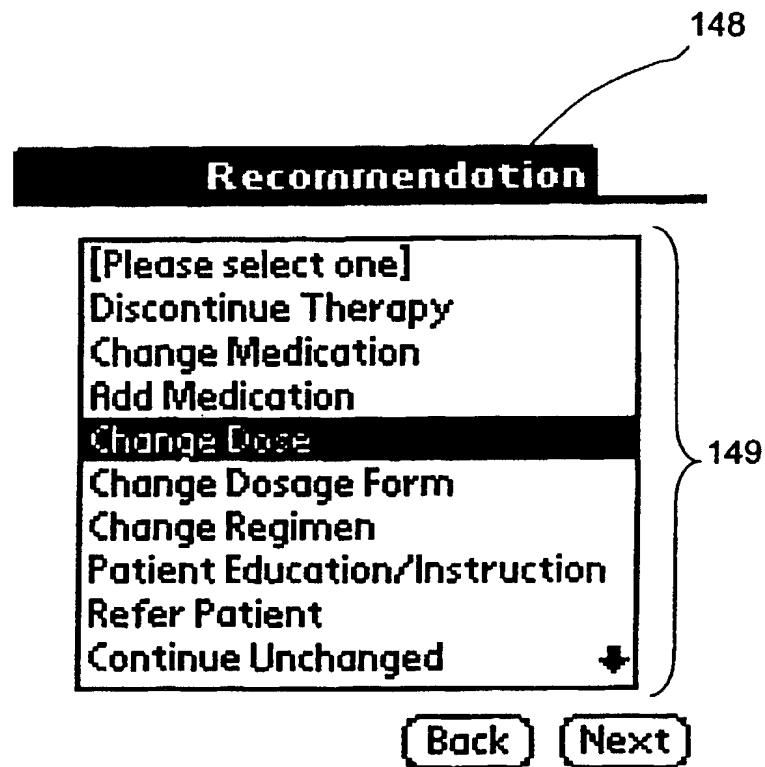 148
Recommendation
[Please select one]
Discontinue Therapy
Change Medication
Add Medication
Change Dose
Change Dosage Form
149
Change Regimen
Patient Education/Instruction
Refer Patient
Continue Unchanged
Back Next